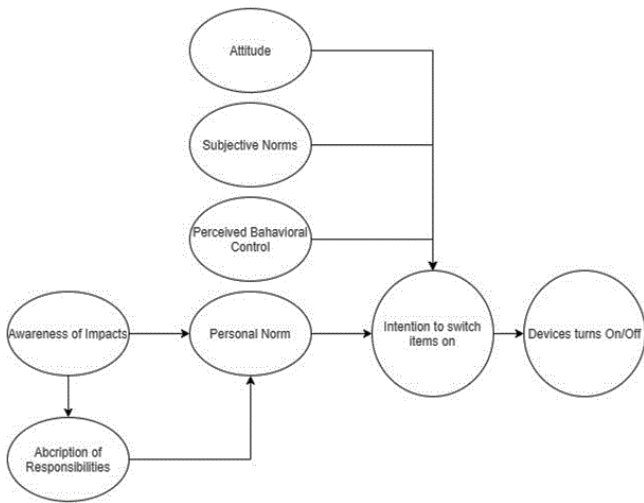 Attitude
Subjective Norms
Perceived Bahavioral
Control
Awareness of Impacts
Personal Norm
Intention to switch
items on
Devices turns On/Off
Abcription of
Responsibilities